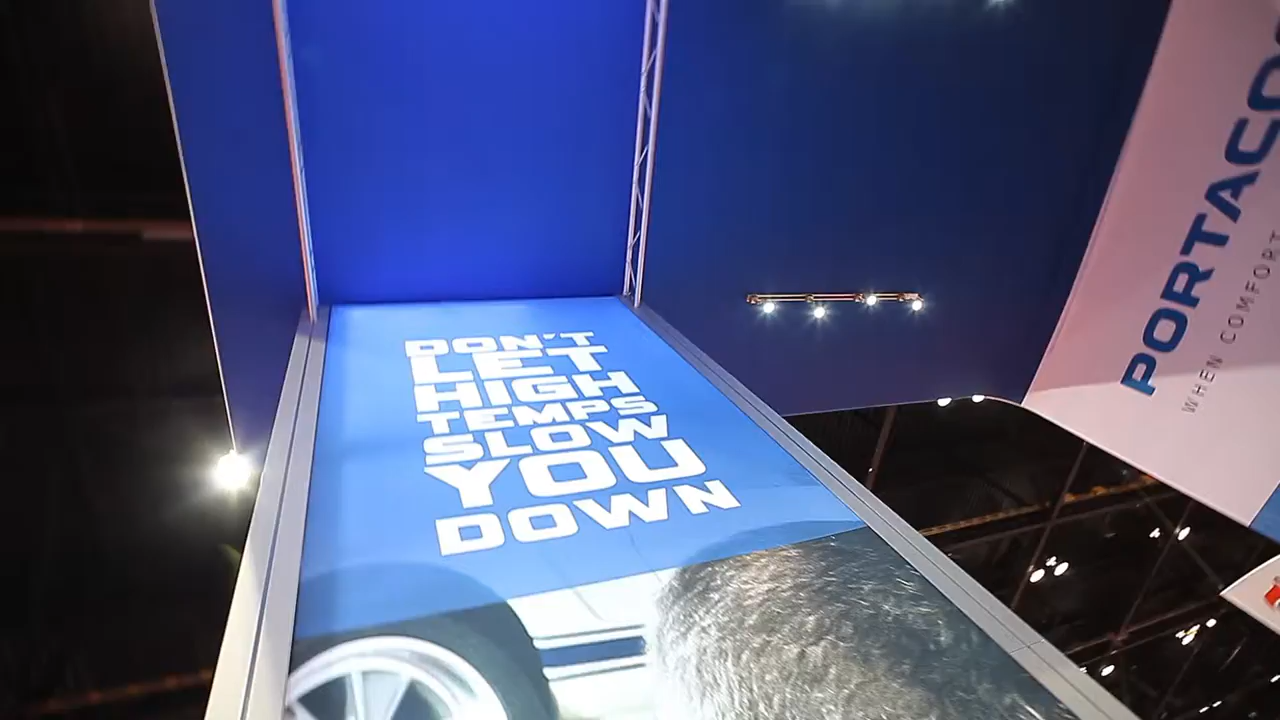 DON'T
LET
HIGH
TEMPS
SLOW
YOU
DOWN
PORTACO
WHEN COMFORT